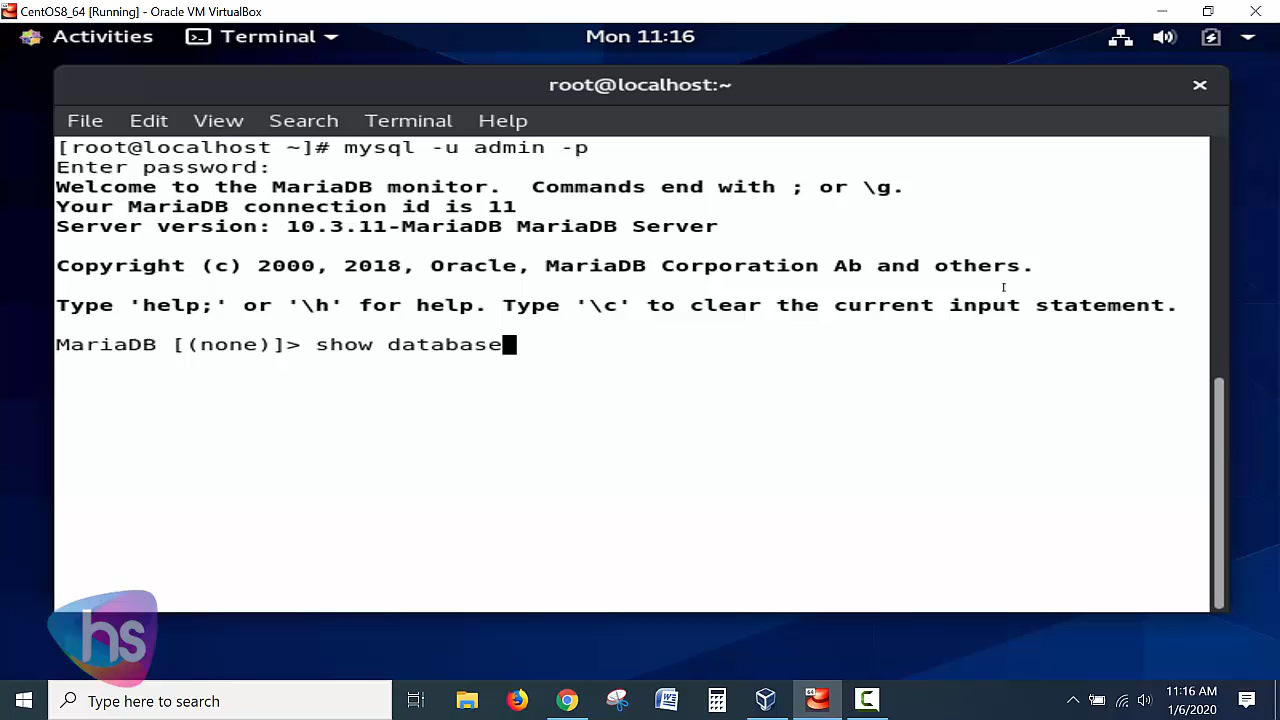 CentOS8_64 [Running] - Oracle VM VirtualBox
Activities Terminal Mon 11:16
root@localhost:~
File Edit View Search Terminal Help
[root@localhost ~]# mysql -u admin -p
Enter password:
Welcome to the MariaDB monitor.  Commands end with ; or \g.
Your MariaDB connection id is 11
Server version: 10.3.11-MariaDB MariaDB Server
Copyright (c) 2000, 2018, Oracle, MariaDB Corporation Ab and others.
Type 'help;' or '\h' for help. Type '\c' to clear the current input statement.
MariaDB [(none)]> show database
hs
Type here to search
11:16 AM
1/6/2020